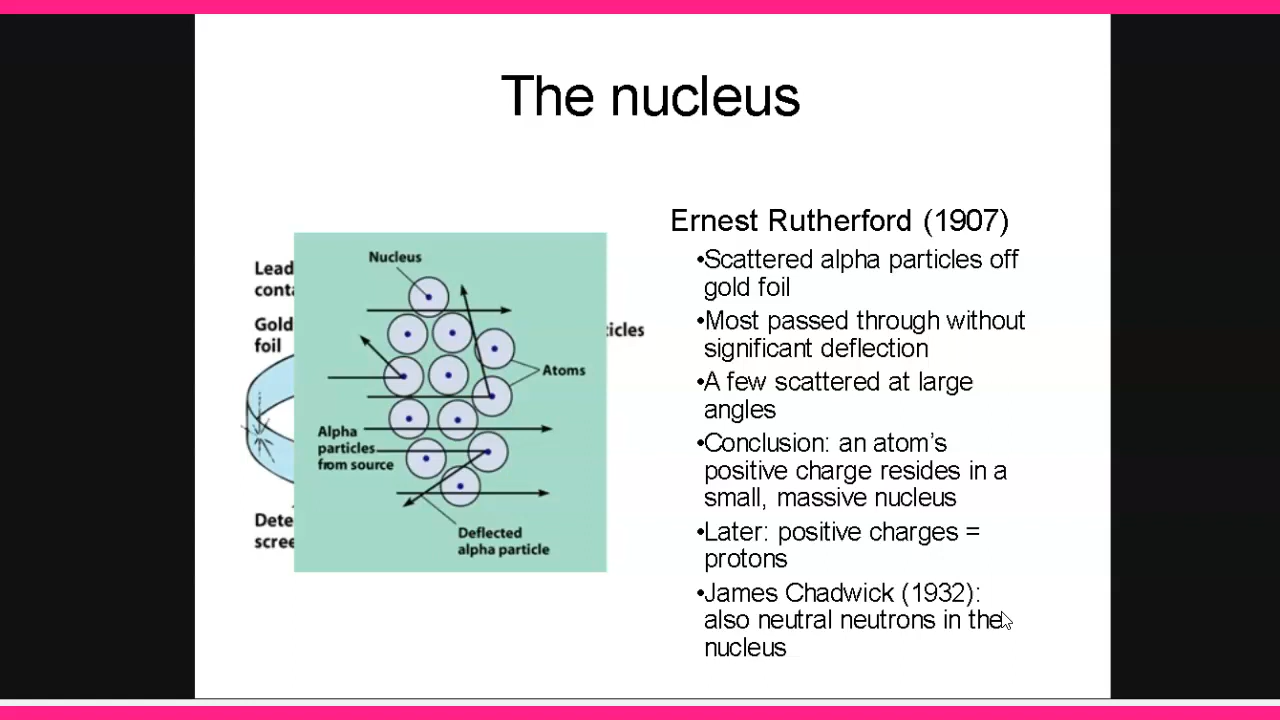 The nucleus
Ernest Rutherford (1907)
•Scattered alpha particles off
gold foil
•Most passed through without
significant deflection
•A few scattered at large
angles
•Conclusion: an atom’s
positive charge resides in a
small, massive nucleus
•Later: positive charges =
protons
•James Chadwick (1932):
also neutral neutrons in the
nucleus
Lead
conta
Gold
foil
Dete
scree
ticles
Nucleus
Atoms
Alpha
particles
from source
Deflected
alpha particle